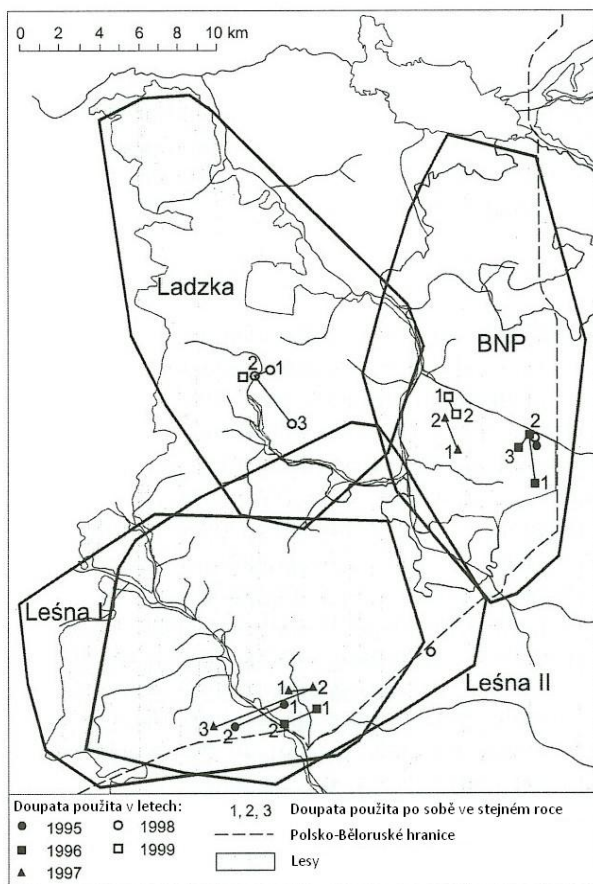 0 2 4 6 8 10 km
Ladzka
BNP
2
1
3
1
2
2
1
2
3
1
Leśna I
Leśna II
1
2
1
3
2
2
1
Doupata použita v letech:
1995
1996
1997
1998
1999
1, 2, 3 Doupata použita po sobě ve stejném roce
Polsko-Běloruské hranice
Lesy